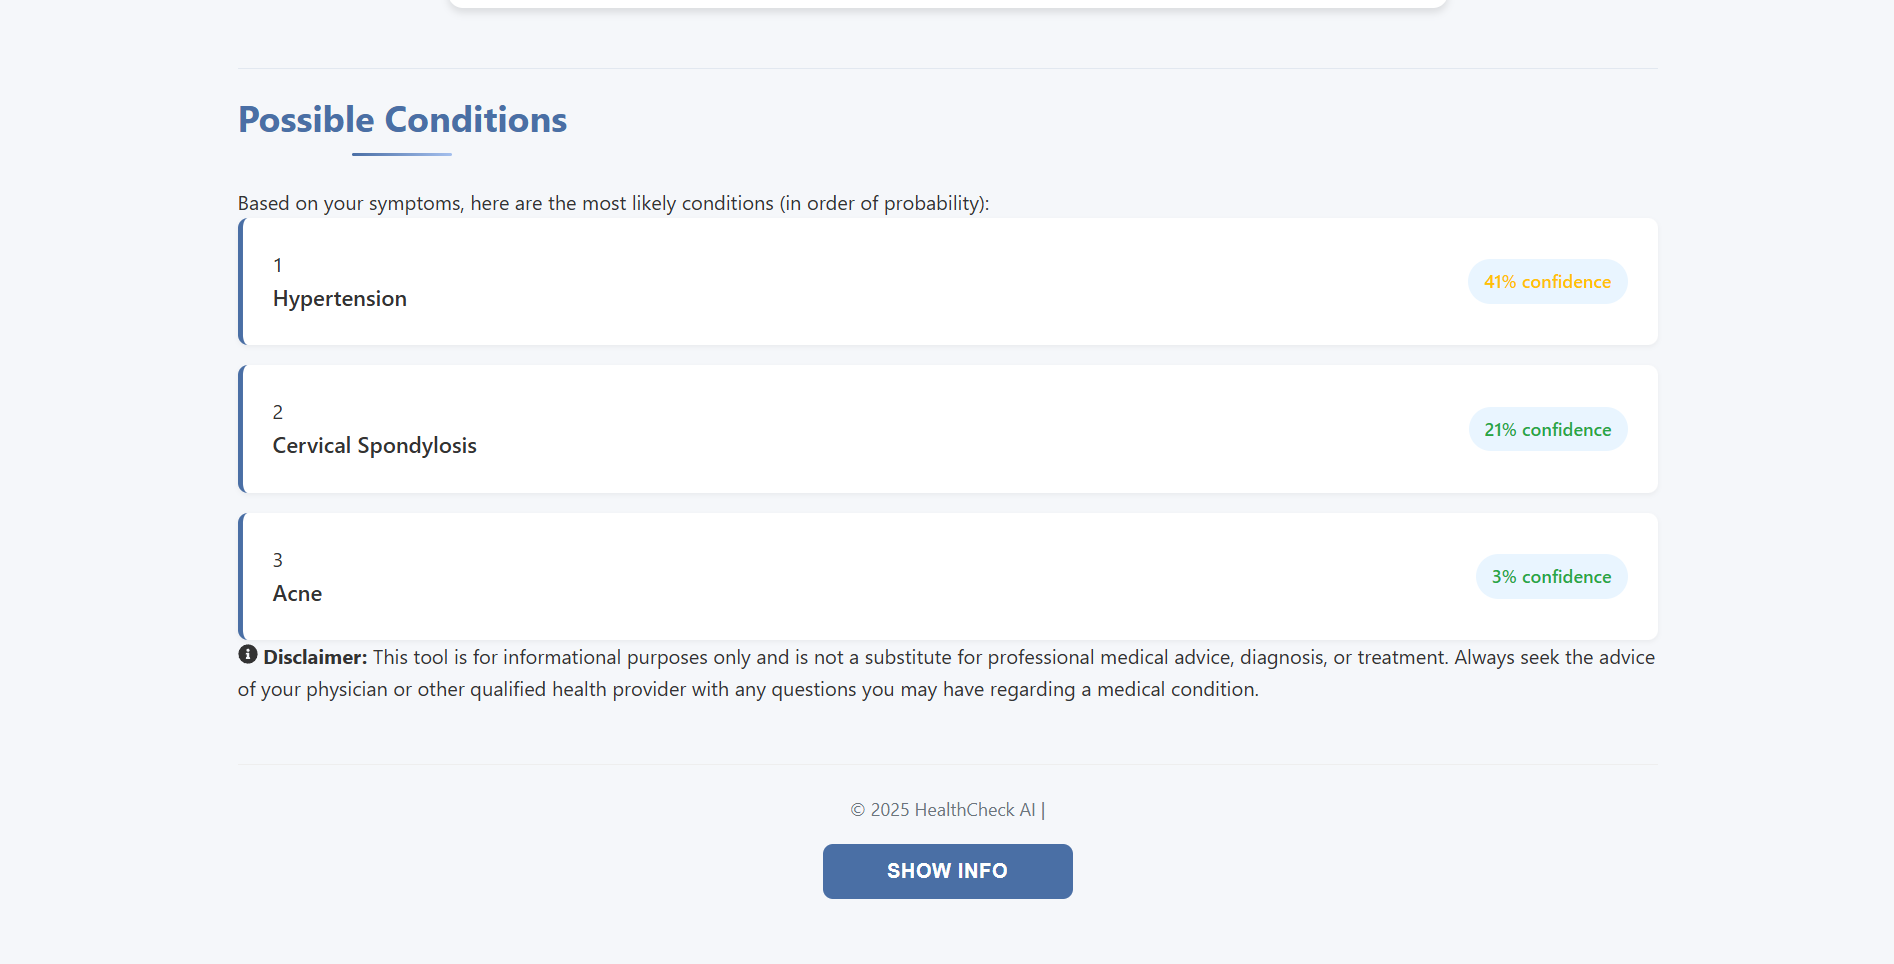 Possible Conditions
Based on your symptoms, here are the most likely conditions (in order of probability):
1
Hypertension
41% confidence
2
Cervical Spondylosis
21% confidence
3
Acne
3% confidence
Disclaimer: This tool is for informational purposes only and is not a substitute for professional medical advice, diagnosis, or treatment. Always seek the advice
of your physician or other qualified health provider with any questions you may have regarding a medical condition.
© 2025 HealthCheck AI |
SHOW INFO